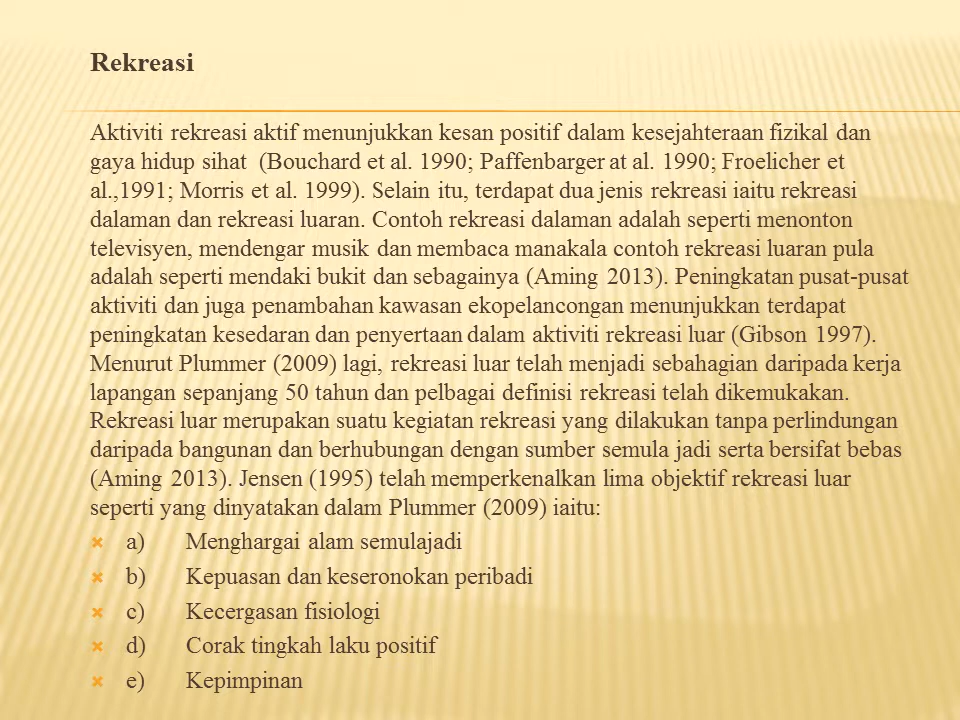 Rekreasi
Aktiviti rekreasi aktif menunjukkan kesan positif dalam kesejahteraan fizikal dan
gaya hidup sihat (Bouchard et al. 1990; Paffenbarger at al. 1990; Froelicher et
al.,1991; Morris et al. 1999). Selain itu, terdapat dua jenis rekreasi iaitu rekreasi
dalaman dan rekreasi luaran. Contoh rekreasi dalaman adalah seperti menonton
televisyen, mendengar musik dan membaca manakala contoh rekreasi luaran pula
adalah seperti mendaki bukit dan sebagainya (Aming 2013). Peningkatan pusat-pusat
aktiviti dan juga penambahan kawasan ekopelancongan menunjukkan terdapat
peningkatan kesedaran dan penyertaan dalam aktiviti rekreasi luar (Gibson 1997).
Menurut Plummer (2009) lagi, rekreasi luar telah menjadi sebahagian daripada kerja
lapangan sepanjang 50 tahun dan pelbagai definisi rekreasi telah dikemukakan.
Rekreasi luar merupakan suatu kegiatan rekreasi yang dilakukan tanpa perlindungan
daripada bangunan dan berhubungan dengan sumber semula jadi serta bersifat bebas
(Aming 2013). Jensen (1995) telah memperkenalkan lima objektif rekreasi luar
seperti yang dinyatakan dalam Plummer (2009) iaitu:
a) Menghargai alam semulajadi
b) Kepuasan dan keseronokan peribadi
c) Kecergasan fisiologi
d) Corak tingkah laku positif
e) Kepimpinan